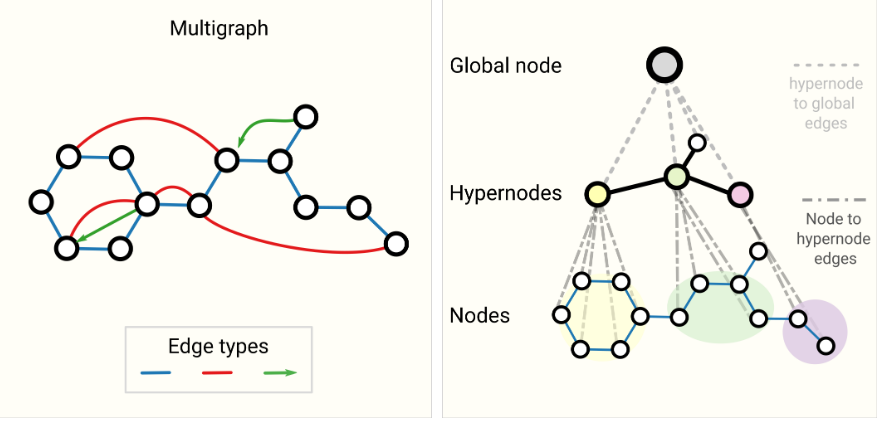 Multigraph
Edge types
Global node
hypernode
to global
edges
Hypernodes
Node to
hypernode
edges
Nodes